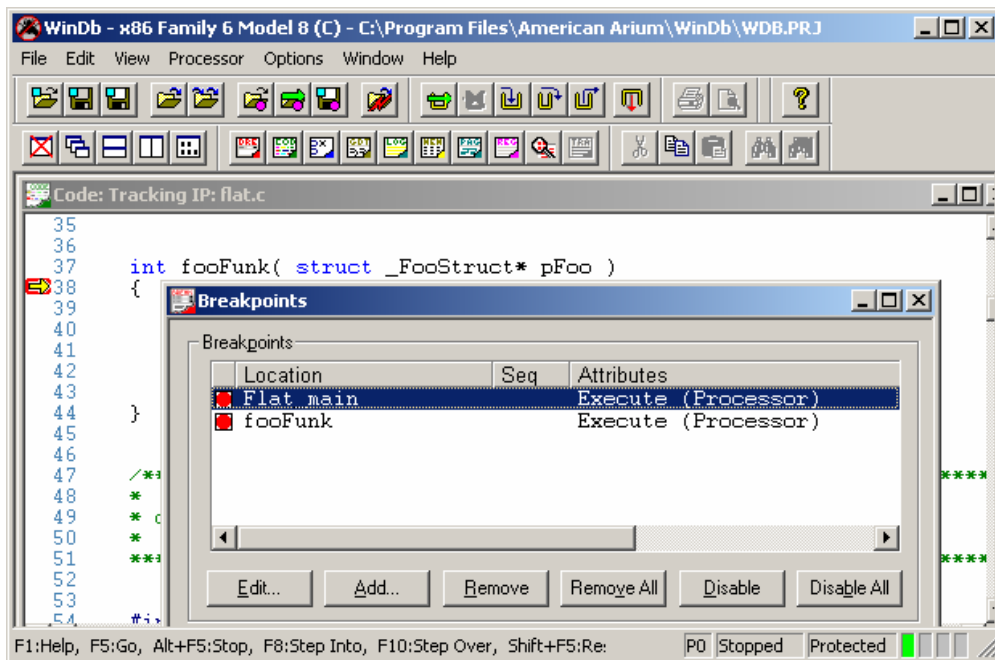 WinDb - x86 Family 6 Model 8 (C) - C:\Program Files\American Arium\WinDb\WDB.PRJ
File Edit View Processor Options Window Help
Code: Tracking IP: flat.c
35
36
37 int fooFunk( struct _FooStruct* pFoo )
38 {
Breakpoints
39
Breakpoints
40
41
42 Location Seq Attributes
43 Flat_main Execute (Processor)
44 } fooFunk Execute (Processor)
45
46
47 /** ****
48 *
49 *
50 *
51 *** ****
52 Edit... Add... Remove Remove All Disable Disable All
53
54
F1:Help, F5:Go, Alt+F5:Stop, F8:Step Into, F10:Step Over, Shift+F5:Re: P0 Stopped Protected